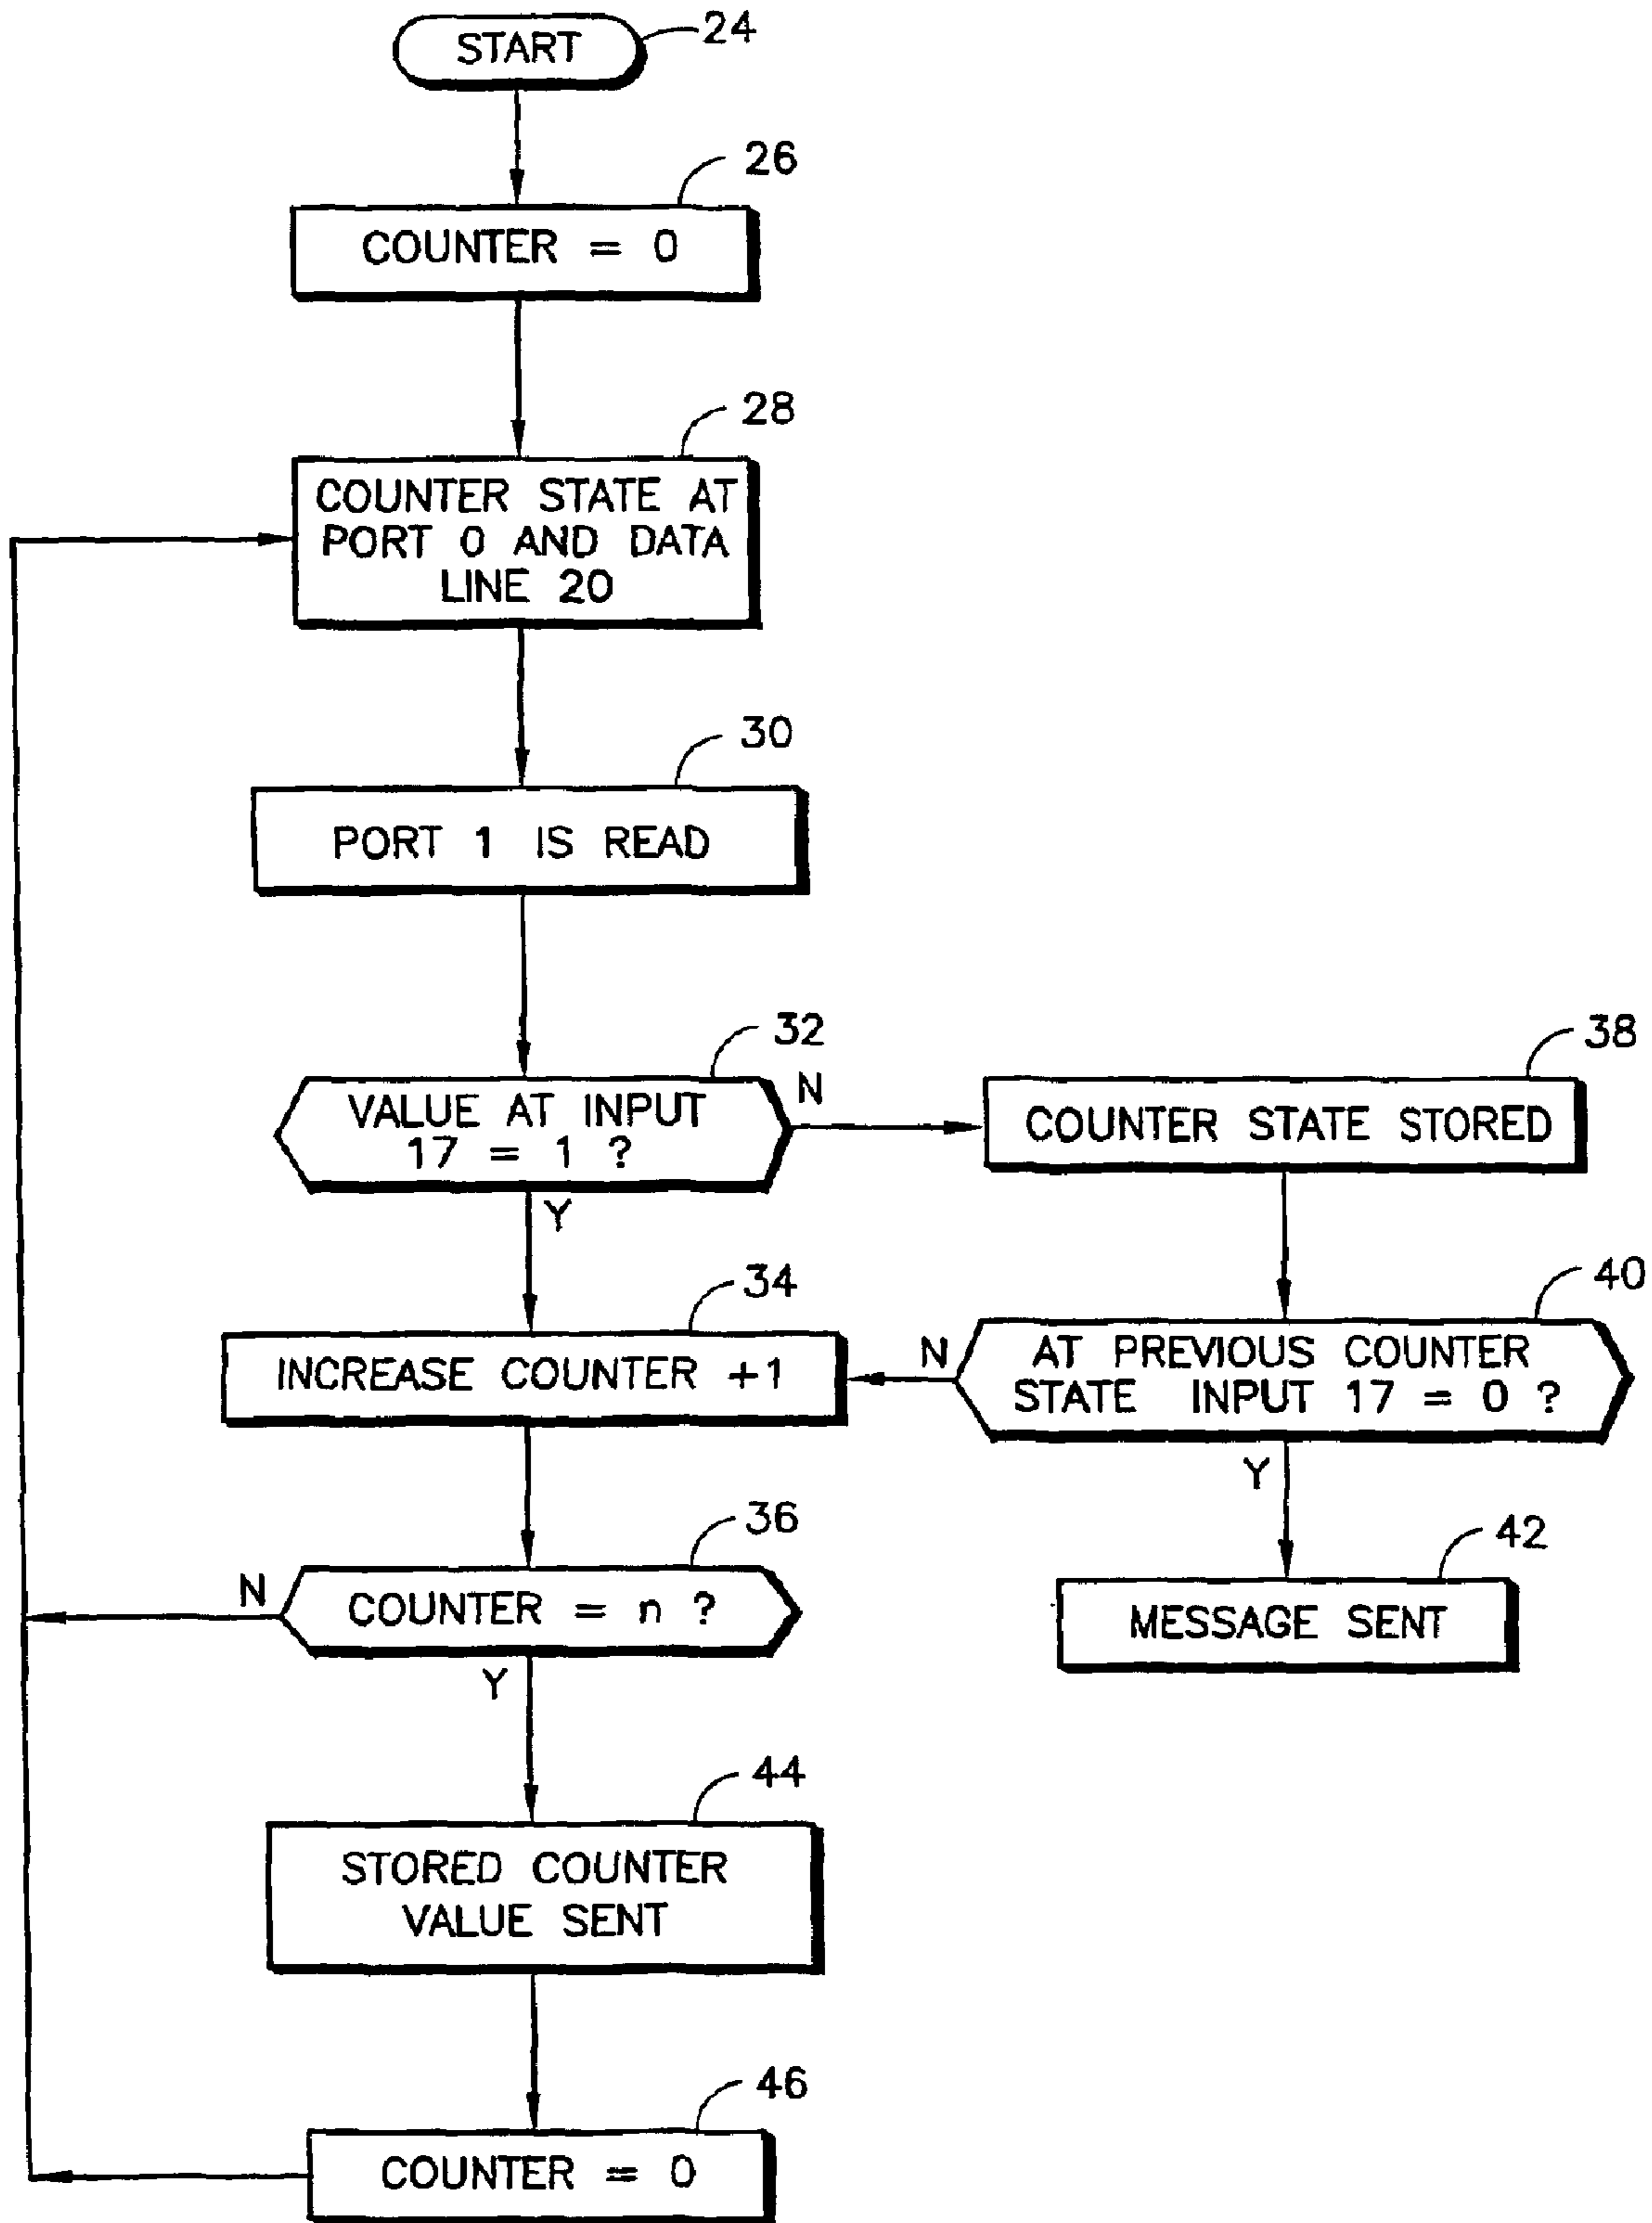 START
24
26
COUNTER = 0
28
COUNTER STATE AT
PORT 0 AND DATA
LINE 20
30
PORT 1 IS READ
32
VALUE AT INPUT
17 = 1 ?
N
Y
38
COUNTER STATE STORED
34
INCREASE COUNTER +1
40
AT PREVIOUS COUNTER
STATE INPUT 17 = 0 ?
N
Y
36
COUNTER = n ?
N
Y
42
MESSAGE SENT
44
STORED COUNTER
VALUE SENT
46
COUNTER = 0